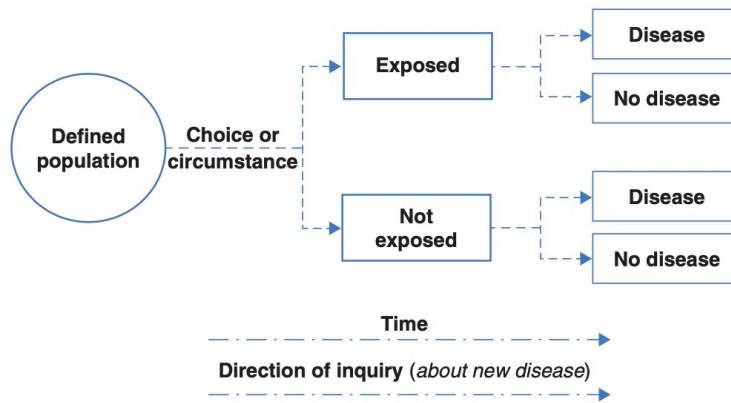 Defined
population
Choice or
circumstance
Exposed
Disease
No disease
Not
exposed
Disease
No disease
Time
Direction of inquiry (about new disease)